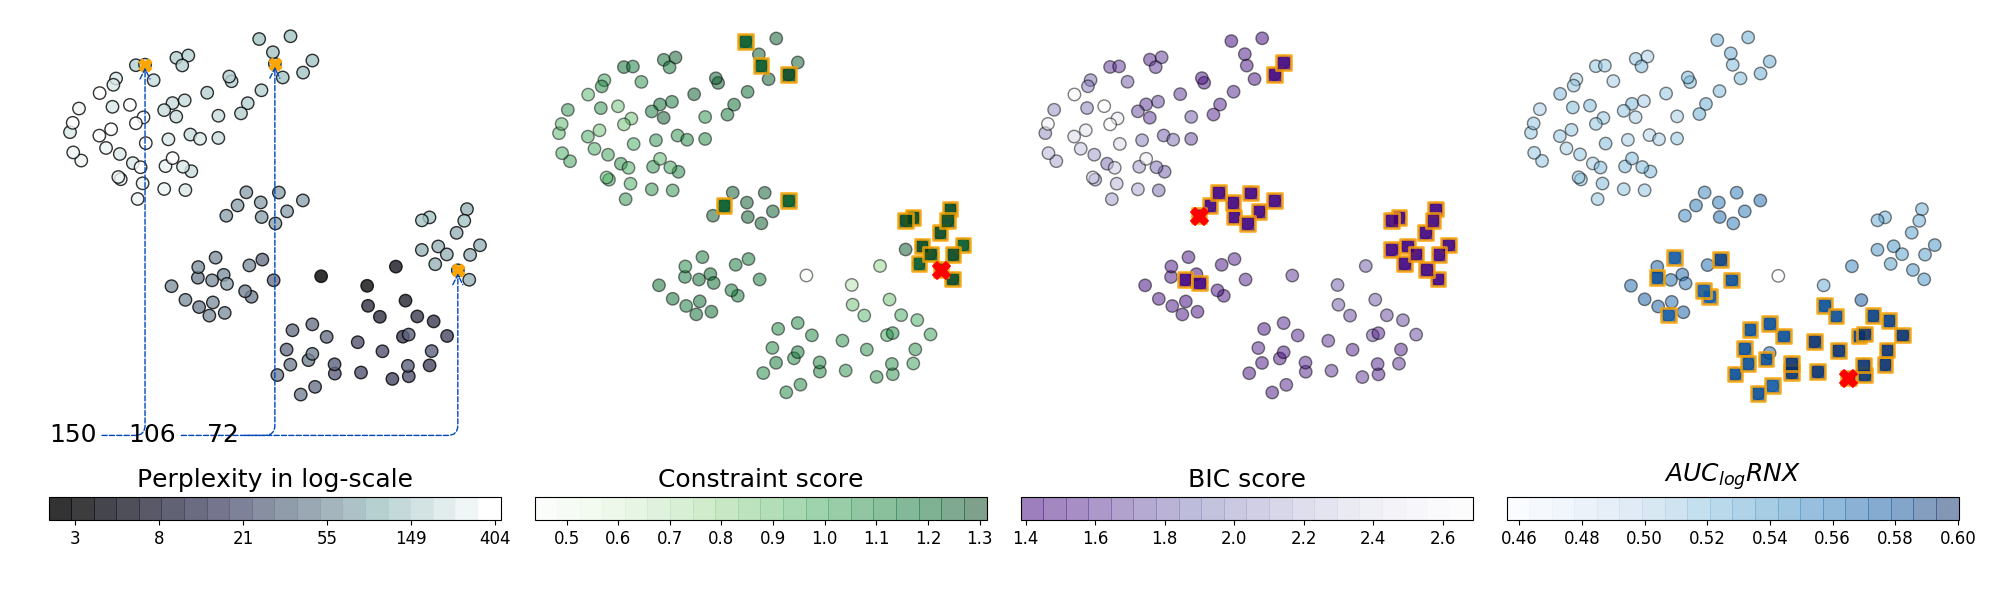 150 106 72
Perplexity in log-scale
3 8 21 55 149 404
Constraint score
0.5 0.6 0.7 0.8 0.9 1.0 1.1 1.2 1.3
BIC score
1.4 1.6 1.8 2.0 2.2 2.4 2.6
AUC_{log}RNX
0.46 0.48 0.50 0.52 0.54 0.56 0.58 0.60